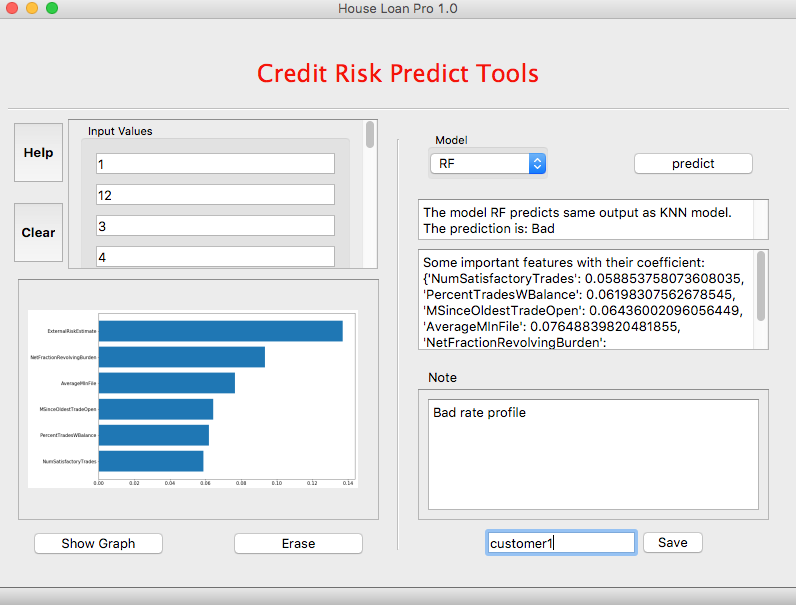 House Loan Pro 1.0
Credit Risk Predict Tools
Help
Clear
Input Values
1
12
3
4
ExternalRiskEstimate
NetFractionRevolvingBurden
AverageMInFile
MSinceOldestTradeOpen
PercentTradesWBalance
NumSatisfactoryTrades
0.00 0.02 0.04 0.06 0.08 0.10 0.12 0.14
Show Graph
Erase
Model
RF
predict
The model RF predicts same output as KNN model.
The prediction is: Bad
Some important features with their coefficient:
{'NumSatisfactoryTrades': 0.058853758073608035,
'PercentTradesWBalance': 0.06198307562678545,
'MSinceOldestTradeOpen': 0.06436002096056449,
'AverageMInFile': 0.07648839820481855,
'NetFractionRevolvingBurden':
Note
Bad rate profile
customer1
Save